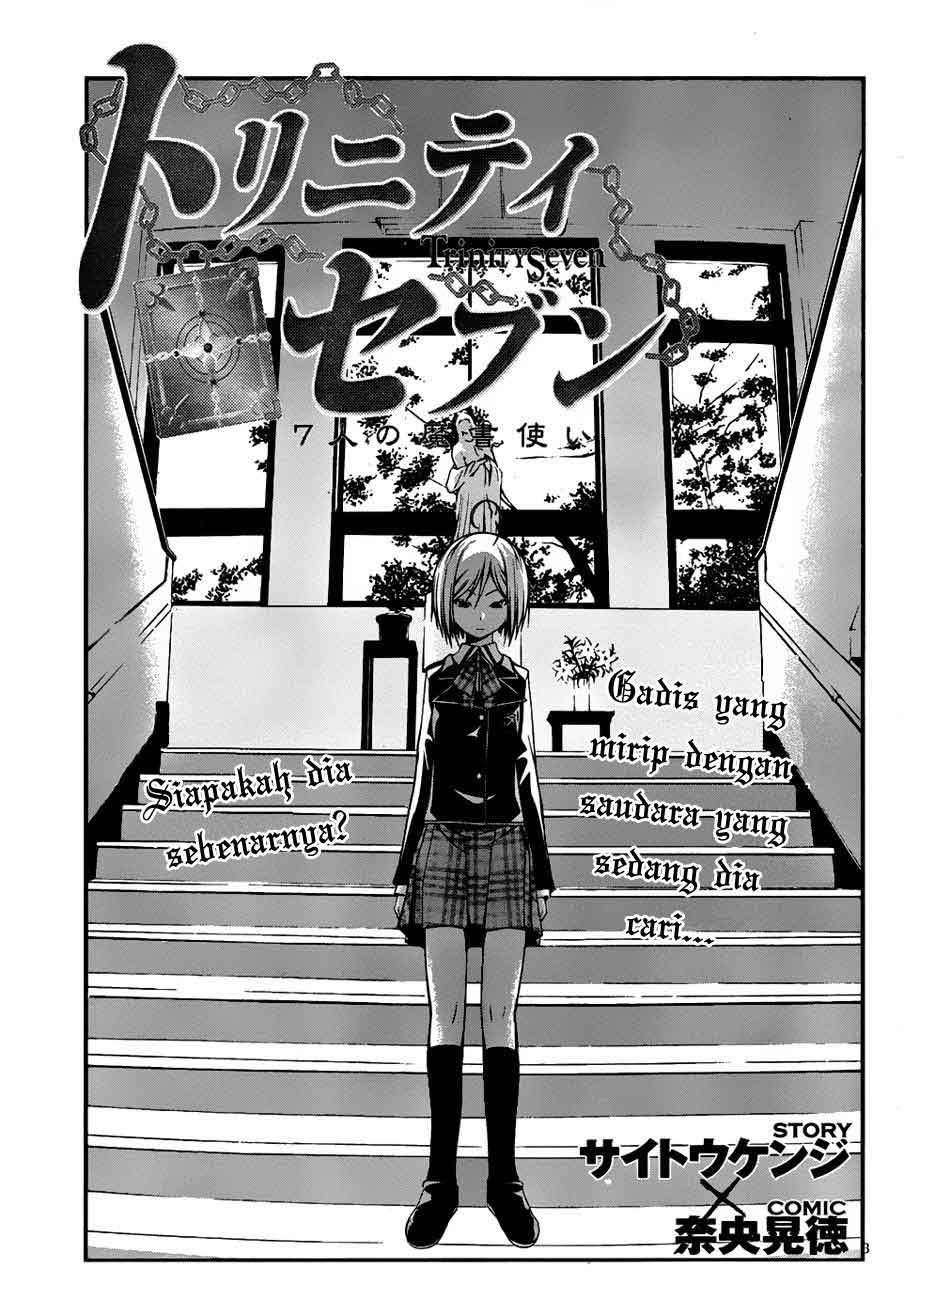 トリニティ
セブン
TrinitySeven
7人の魔書使い
Gadis yang
mirip dengan
saudara yang
sedang dia
cari...
Siapakah dia
sebenarnya?
STORY
サイトウケンジ
×
COMIC
奈央晃徳
3